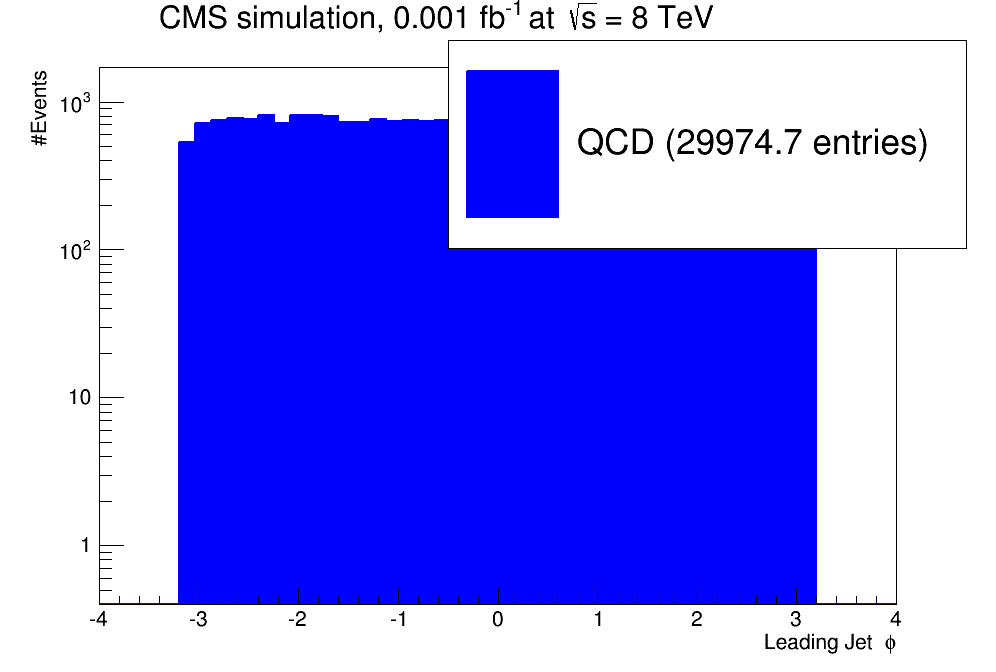 CMS simulation, 0.001 fb⁻¹ at √s = 8 TeV
#Events
10³
10²
10
1
QCD (29974.7 entries)
-4 -3 -2 -1 0 1 2 3 4
Leading Jet ϕ